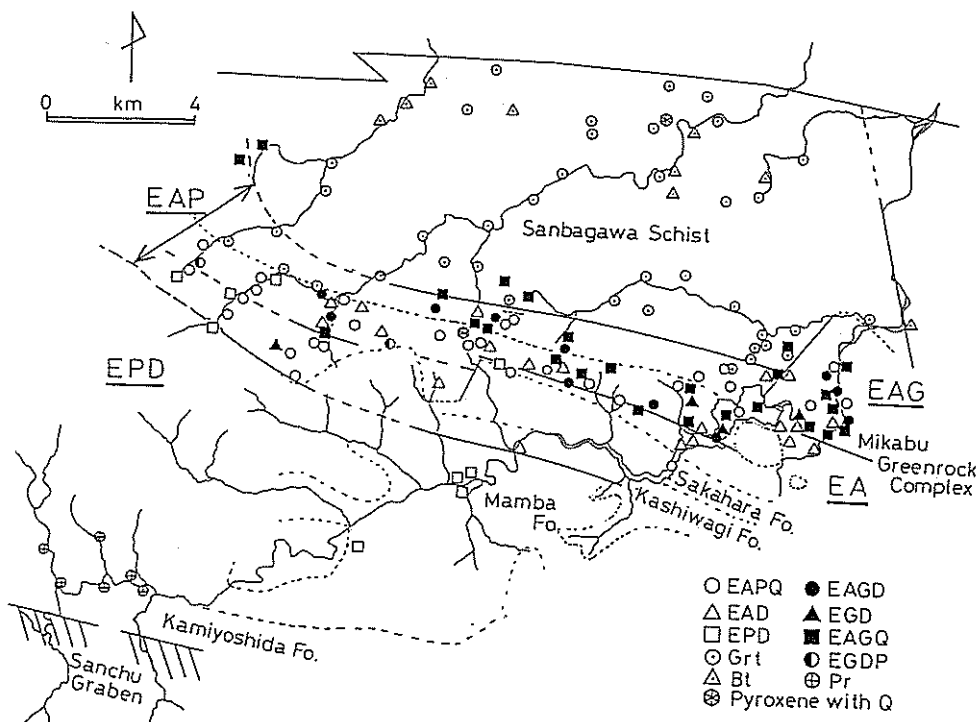 0 km 4
EAP
Sanbagawa Schist
EPD
EAG
Mikabu
Greenrock
Complex
EA
Sakahara Fo.
Kashiwagi Fo.
Mamba
Fo.
Kamiyoshida Fo.
Sanchu
Graben
EAPQ EAGD
EAD EGD
EPD EAGQ
Grt EGDP
Bt Pr
Pyroxene with Q